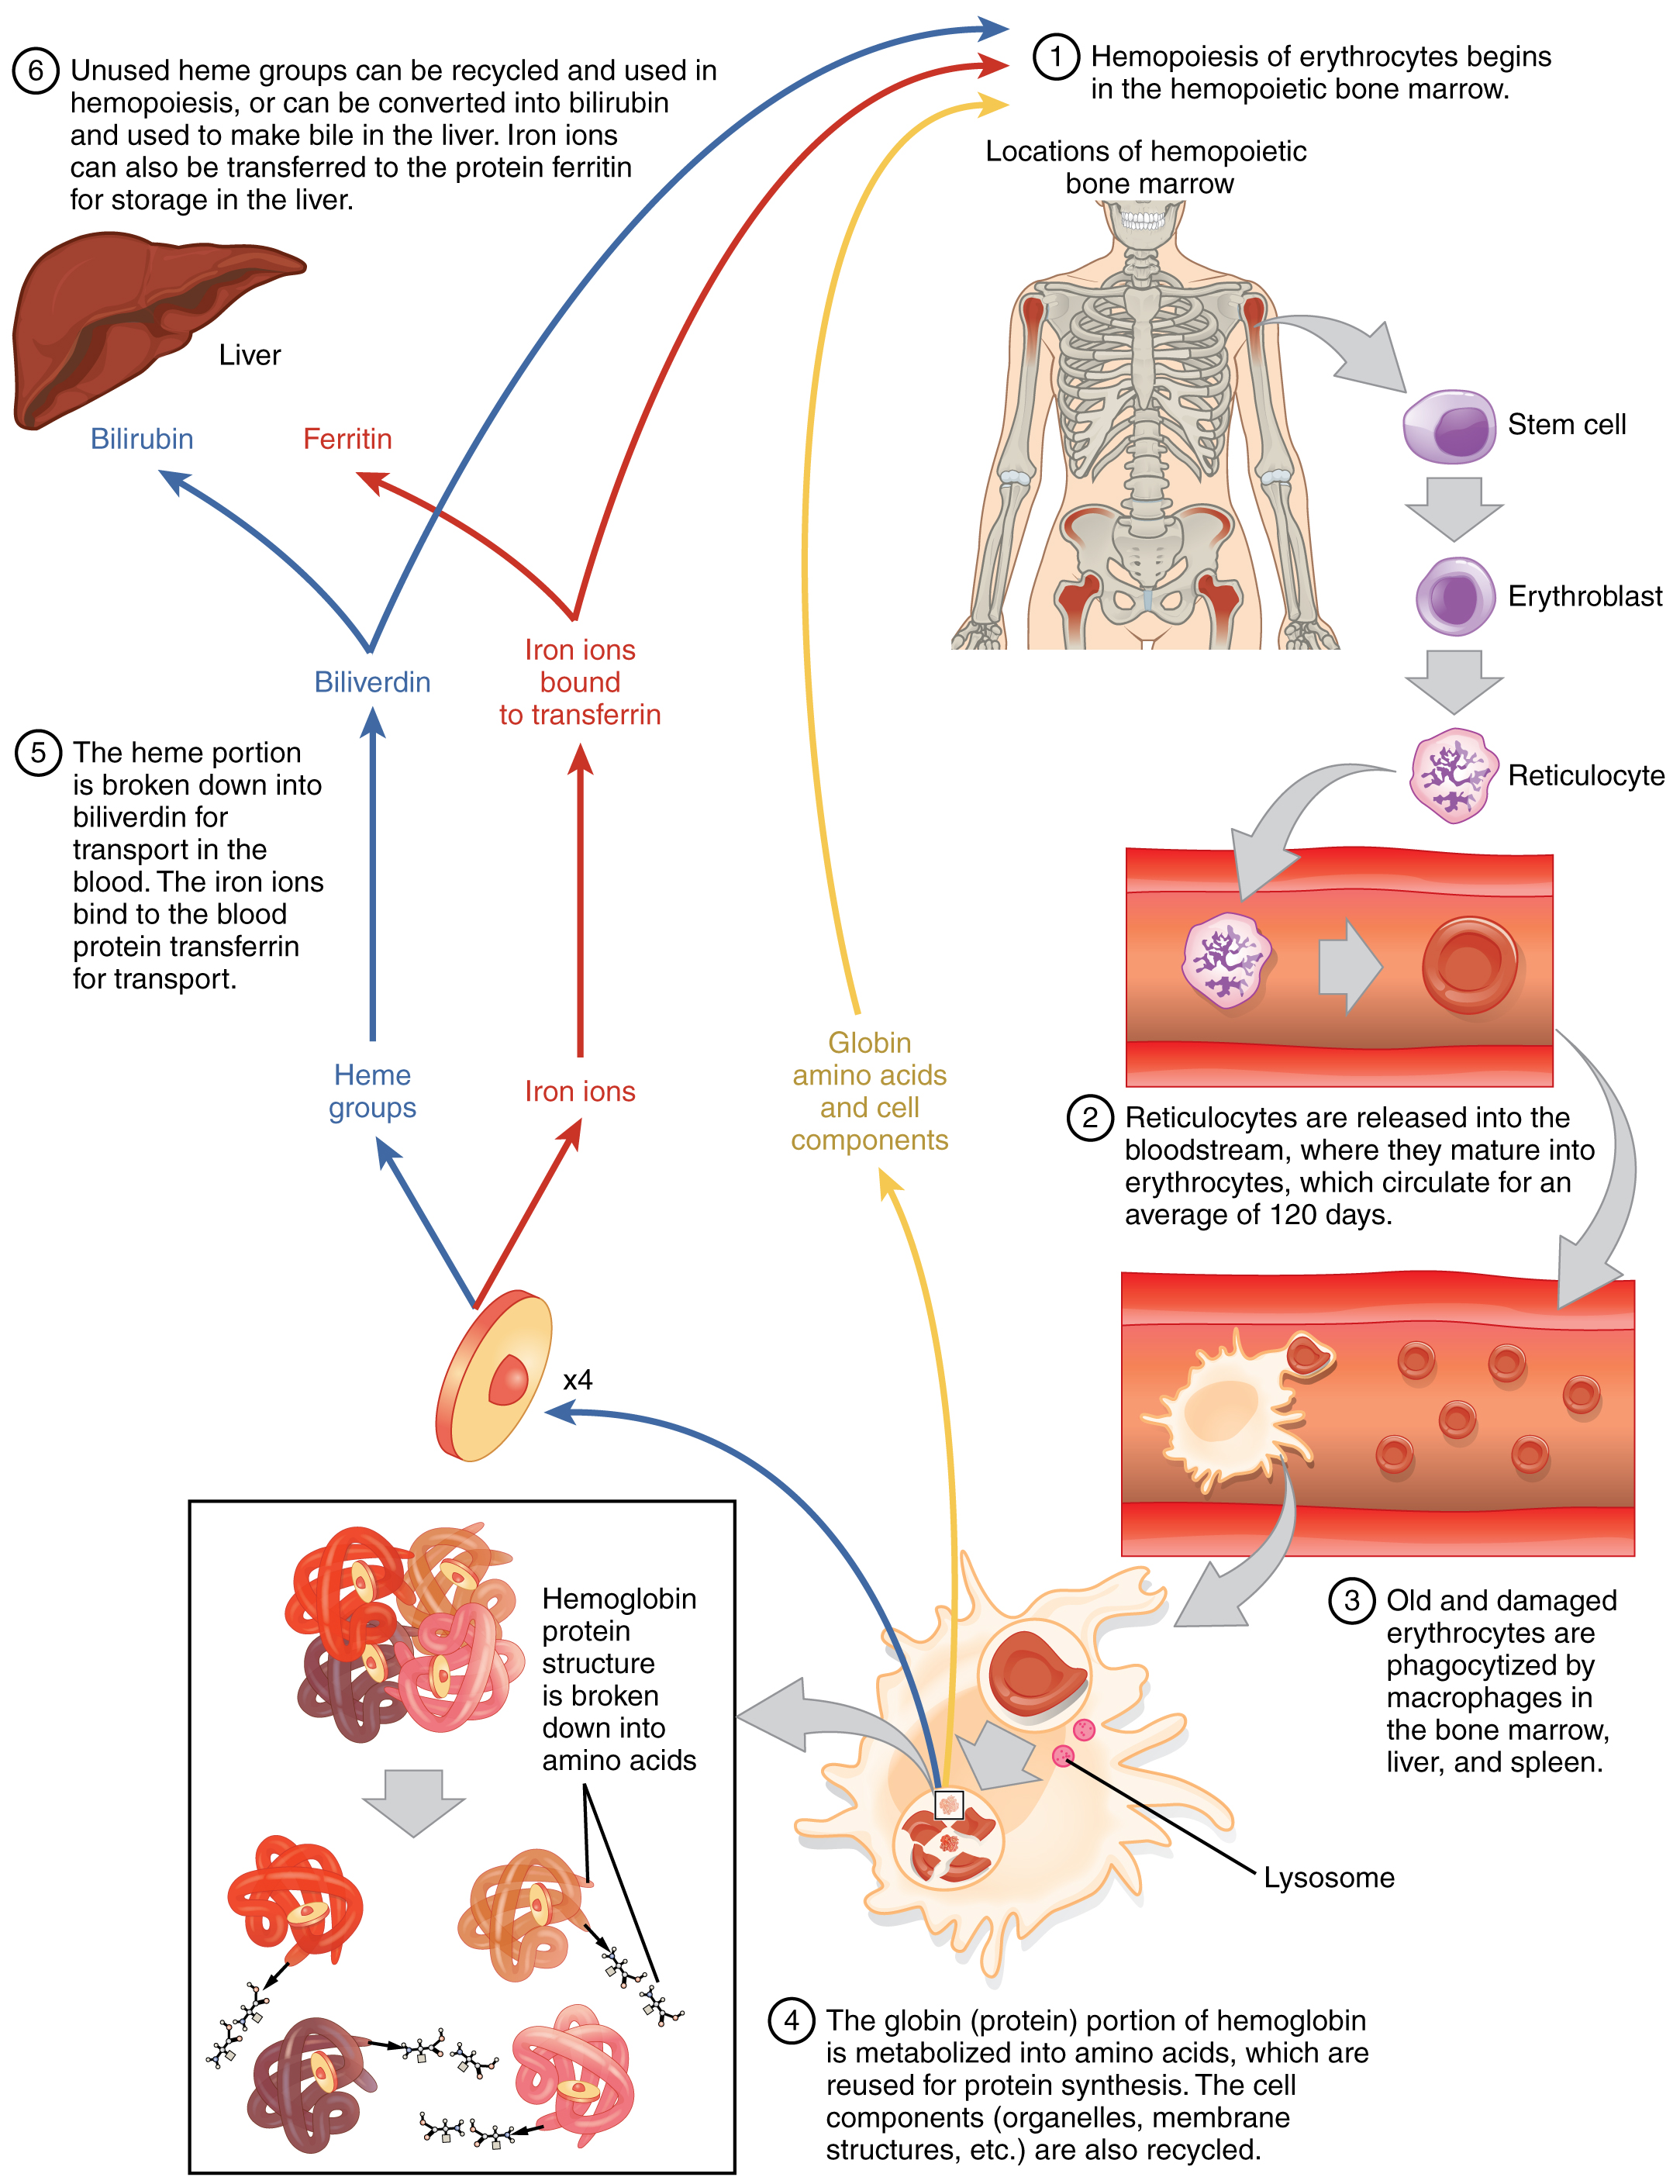 1 Hemopoiesis of erythrocytes begins
in the hemopoietic bone marrow.
Locations of hemopoietic
bone marrow
Stem cell
Erythroblast
Reticulocyte
2 Reticulocytes are released into the
bloodstream, where they mature into
erythrocytes, which circulate for an
average of 120 days.
3 Old and damaged
erythrocytes are
phagocytized by
macrophages in
the bone marrow,
liver, and spleen.
Lysosome
4 The globin (protein) portion of hemoglobin
is metabolized into amino acids, which are
reused for protein synthesis. The cell
components (organelles, membrane
structures, etc.) are also recycled.
Hemoglobin
protein
structure
is broken
down into
amino acids
x4
Globin
amino acids
and cell
components
Heme
groups
Iron ions
5 The heme portion
is broken down into
biliverdin for
transport in the
blood. The iron ions
bind to the blood
protein transferrin
for transport.
Biliverdin
Iron ions
bound
to transferrin
Bilirubin
Ferritin
Liver
6 Unused heme groups can be recycled and used in
hemopoiesis, or can be converted into bilirubin
and used to make bile in the liver. Iron ions
can also be transferred to the protein ferritin
for storage in the liver.